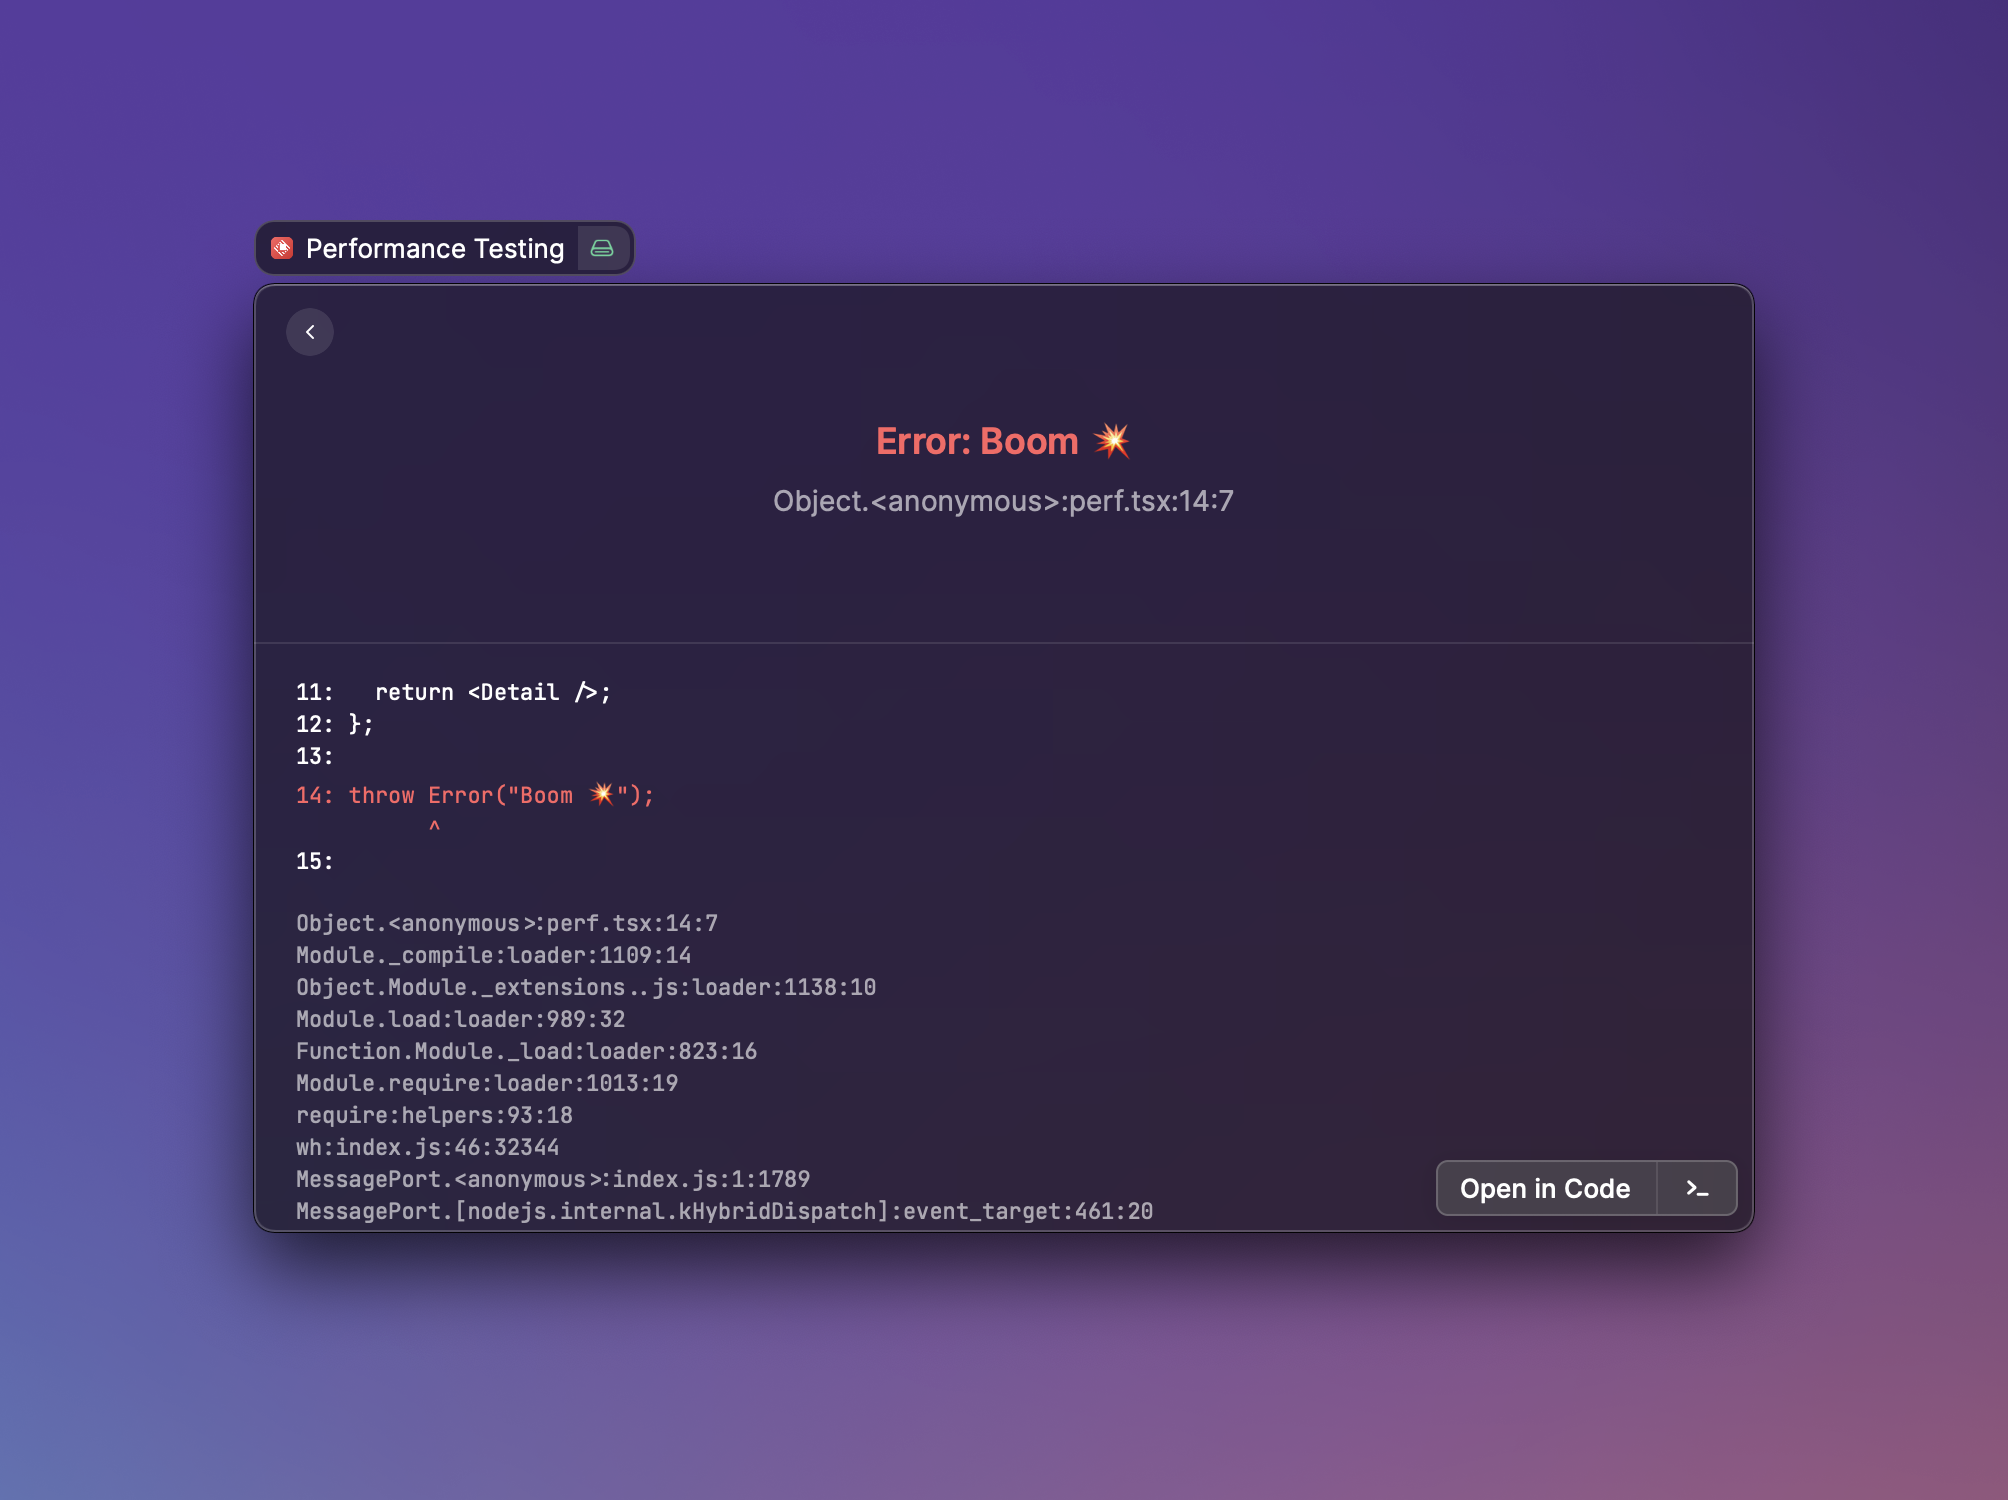 Performance Testing
Error: Boom 💥
Object.<anonymous>:perf.tsx:14:7
11:   return <Detail />;
12: };
13:
14: throw Error("Boom 💥");
^
15:
Object.<anonymous>:perf.tsx:14:7
Module._compile:loader:1109:14
Object.Module._extensions..js:loader:1138:10
Module.load:loader:989:32
Function.Module._load:loader:823:16
Module.require:loader:1013:19
require:helpers:93:18
wh:index.js:46:32344
MessagePort.<anonymous>:index.js:1:1789
MessagePort.[nodejs.internal.kHybridDispatch]:event_target:461:20
Open in Code